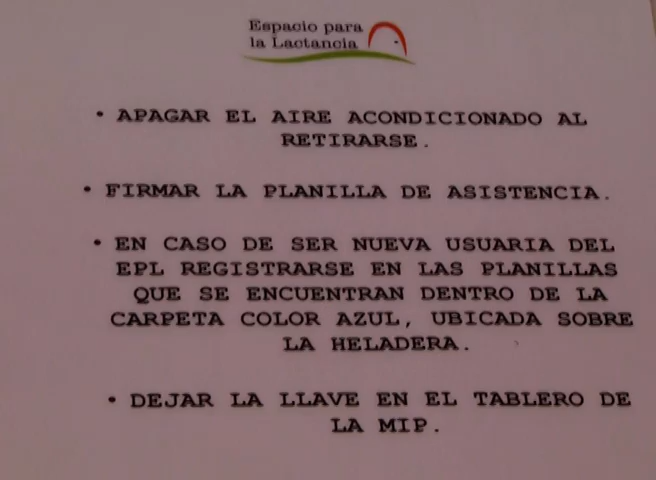 Espacio para
la Lactancia
• APAGAR EL AIRE ACONDICIONADO AL
RETIRARSE.
• FIRMAR LA PLANILLA DE ASISTENCIA.
• EN CASO DE SER NUEVA USUARIA DEL
EPL REGISTRARSE EN LAS PLANILLAS
QUE SE ENCUENTRAN DENTRO DE LA
CARPETA COLOR AZUL, UBICADA SOBRE
LA HELADERA.
• DEJAR LA LLAVE EN EL TABLERO DE
LA MIP.